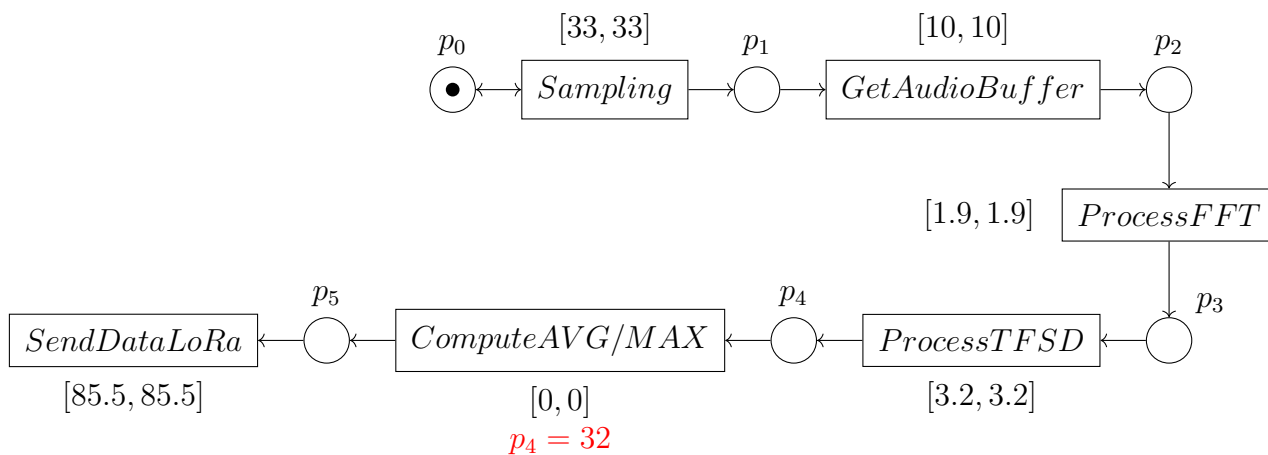 [33, 33] [10, 10]
p₀ p₁ p₂
Sampling GetAudioBuffer
[1.9, 1.9] ProcessFFT
p₅ p₄ p₃
SendDataLoRa ComputeAVG/MAX ProcessTFSD
[85.5, 85.5] [0, 0] [3.2, 3.2]
p₄ = 32